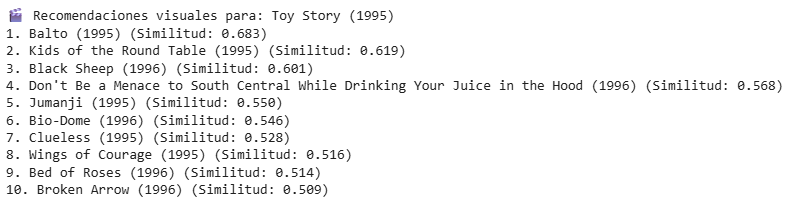 🎬 Recomendaciones visuales para: Toy Story (1995)
1. Balto (1995) (Similitud: 0.683)
2. Kids of the Round Table (1995) (Similitud: 0.619)
3. Black Sheep (1996) (Similitud: 0.601)
4. Don't Be a Menace to South Central While Drinking Your Juice in the Hood (1996) (Similitud: 0.568)
5. Jumanji (1995) (Similitud: 0.550)
6. Bio-Dome (1996) (Similitud: 0.546)
7. Clueless (1995) (Similitud: 0.528)
8. Wings of Courage (1995) (Similitud: 0.516)
9. Bed of Roses (1996) (Similitud: 0.514)
10. Broken Arrow (1996) (Similitud: 0.509)